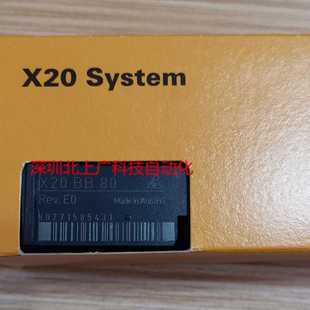 X20 System
深圳北上广科技自动化
X20 BB 80
Rev. E0
Made in Austria